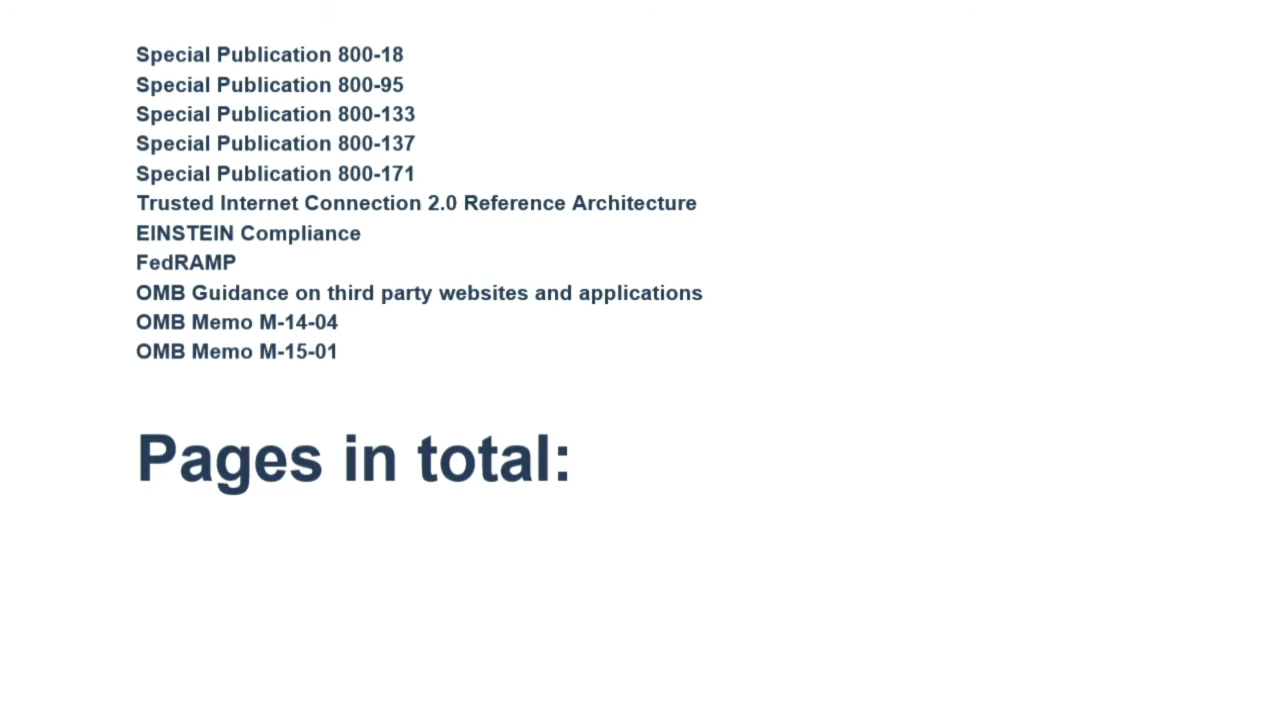 Special Publication 800-18
Special Publication 800-95
Special Publication 800-133
Special Publication 800-137
Special Publication 800-171
Trusted Internet Connection 2.0 Reference Architecture
EINSTEIN Compliance
FedRAMP
OMB Guidance on third party websites and applications
OMB Memo M-14-04
OMB Memo M-15-01
Pages in total: